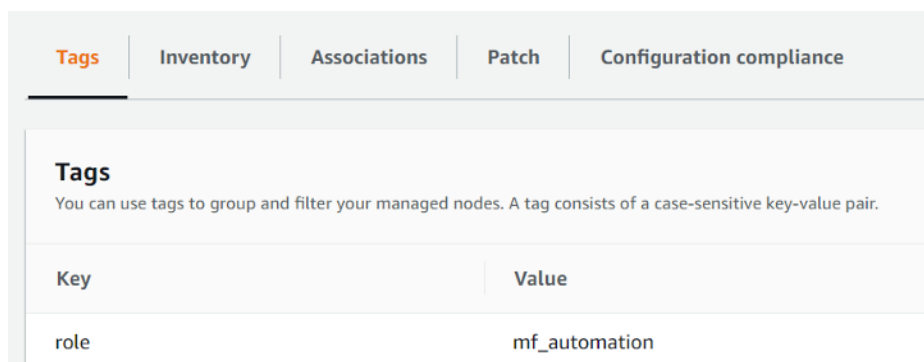 Tags Inventory Associations Patch Configuration compliance
Tags
You can use tags to group and filter your managed nodes. A tag consists of a case-sensitive key-value pair.
Key Value
role mf_automation